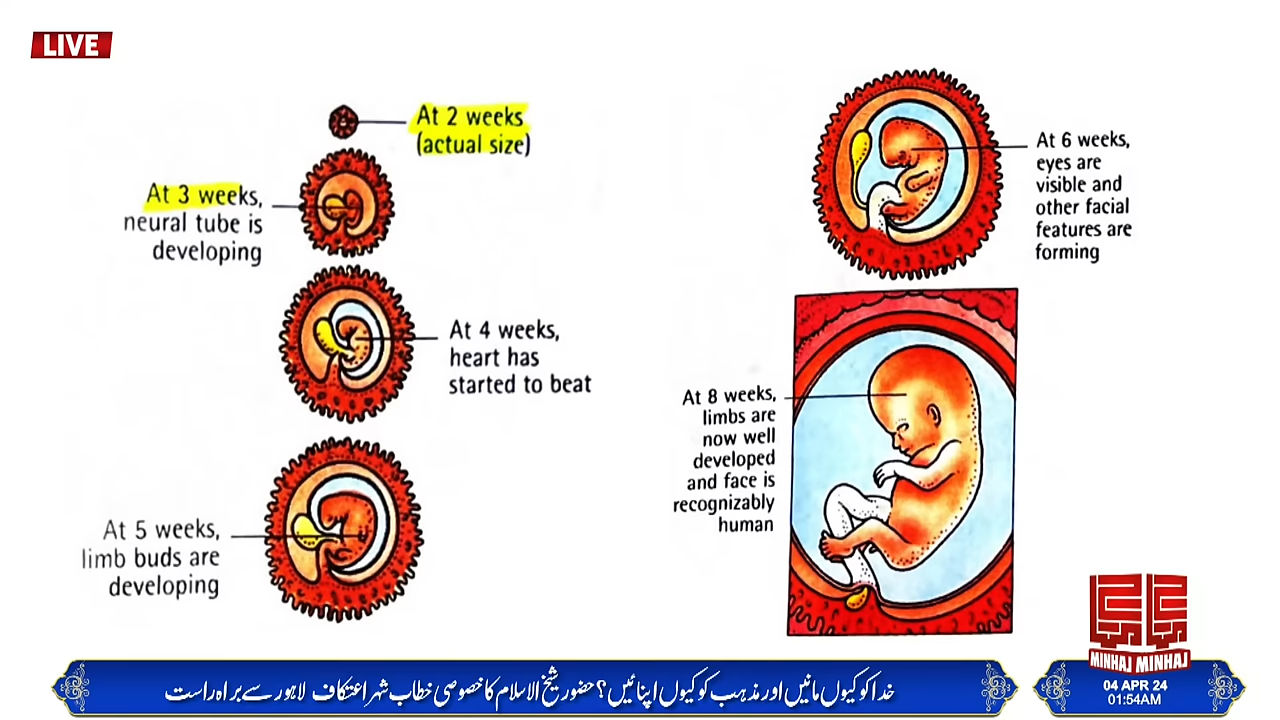 LIVE
At 2 weeks
(actual size)
At 3 weeks,
neural tube is
developing
At 4 weeks,
heart has
started to beat
At 5 weeks,
limb buds are
developing
At 6 weeks,
eyes are
visible and
other facial
features are
forming
At 8 weeks,
limbs are
now well
developed
and face is
recognizably
human
MINHAJ MINHAJ
خدا کو کیوں مانیں اور مذہب کو کیوں اپنائیں؟ حضور شیخ الاسلام کا خصوصی خطاب شہر اعتکاف لاہور سے براہ راست
04 APR 24
01:54AM